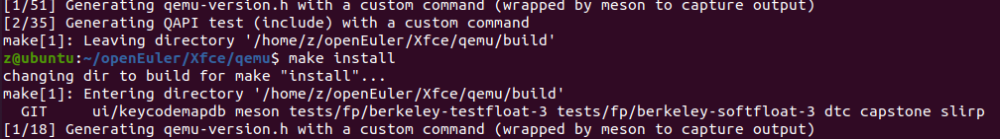 [1/51] Generating qemu-version.h with a custom command (wrapped by meson to capture output)
[2/35] Generating QAPI test (include) with a custom command
make[1]: Leaving directory '/home/z/openEuler/Xfce/qemu/build'
z@ubuntu:~/openEuler/Xfce/qemu$ make install
changing dir to build for make "install"...
make[1]: Entering directory '/home/z/openEuler/Xfce/qemu/build'
  GIT     ui/keycodemapdb meson tests/fp/berkeley-testfloat-3 tests/fp/berkeley-softfloat-3 dtc capstone slirp
[1/18] Generating qemu-version.h with a custom command (wrapped by meson to capture output)